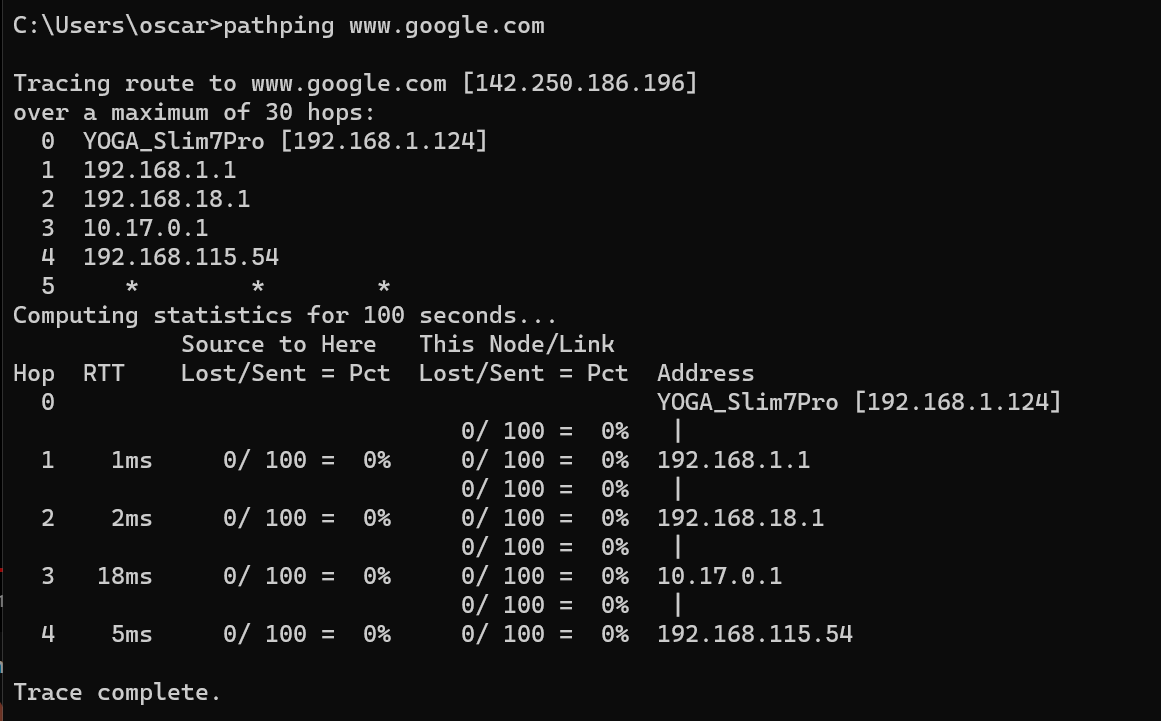 C:\Users\oscar>pathping www.google.com
Tracing route to www.google.com [142.250.186.196]
over a maximum of 30 hops:
  0  YOGA_Slim7Pro [192.168.1.124]
  1  192.168.1.1
  2  192.168.18.1
  3  10.17.0.1
  4  192.168.115.54
  5     *        *        *
Computing statistics for 100 seconds...
            Source to Here   This Node/Link
Hop  RTT    Lost/Sent = Pct  Lost/Sent = Pct  Address
  0                                           YOGA_Slim7Pro [192.168.1.124]
                                0/ 100 =  0%   |
  1    1ms     0/ 100 =  0%     0/ 100 =  0%  192.168.1.1
                                0/ 100 =  0%   |
  2    2ms     0/ 100 =  0%     0/ 100 =  0%  192.168.18.1
                                0/ 100 =  0%   |
  3   18ms     0/ 100 =  0%     0/ 100 =  0%  10.17.0.1
                                0/ 100 =  0%   |
  4    5ms     0/ 100 =  0%     0/ 100 =  0%  192.168.115.54
Trace complete.